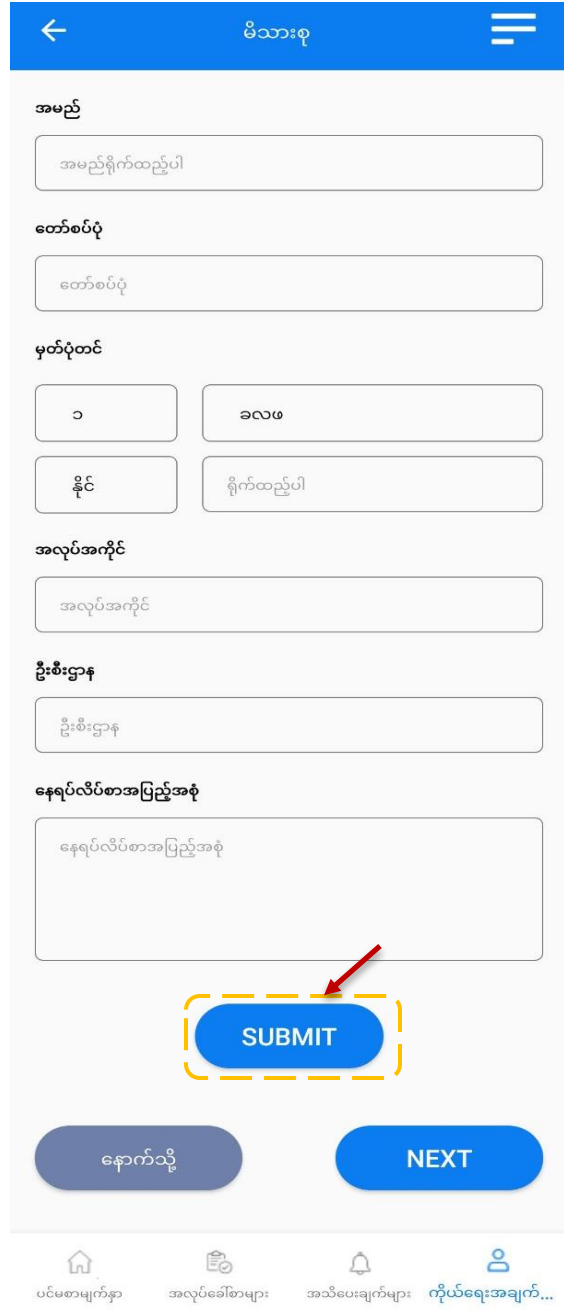 မိသားစု
အမည်
အမည်ရိုက်ထည့်ပါ
တော်စပ်ပုံ
တော်စပ်ပုံ
မှတ်ပုံတင်
၁ ခလဖ
နိုင် ရိုက်ထည့်ပါ
အလုပ်အကိုင်
အလုပ်အကိုင်
ဦးစီးဌာန
ဦးစီးဌာန
နေရပ်လိပ်စာအပြည့်အစုံ
နေရပ်လိပ်စာအပြည့်အစုံ
SUBMIT
နောက်သို့ NEXT
ပင်မစာမျက်နှာ အလုပ်ခေါ်စာများ အသိပေးချက်များ ကိုယ်ရေးအချက်...